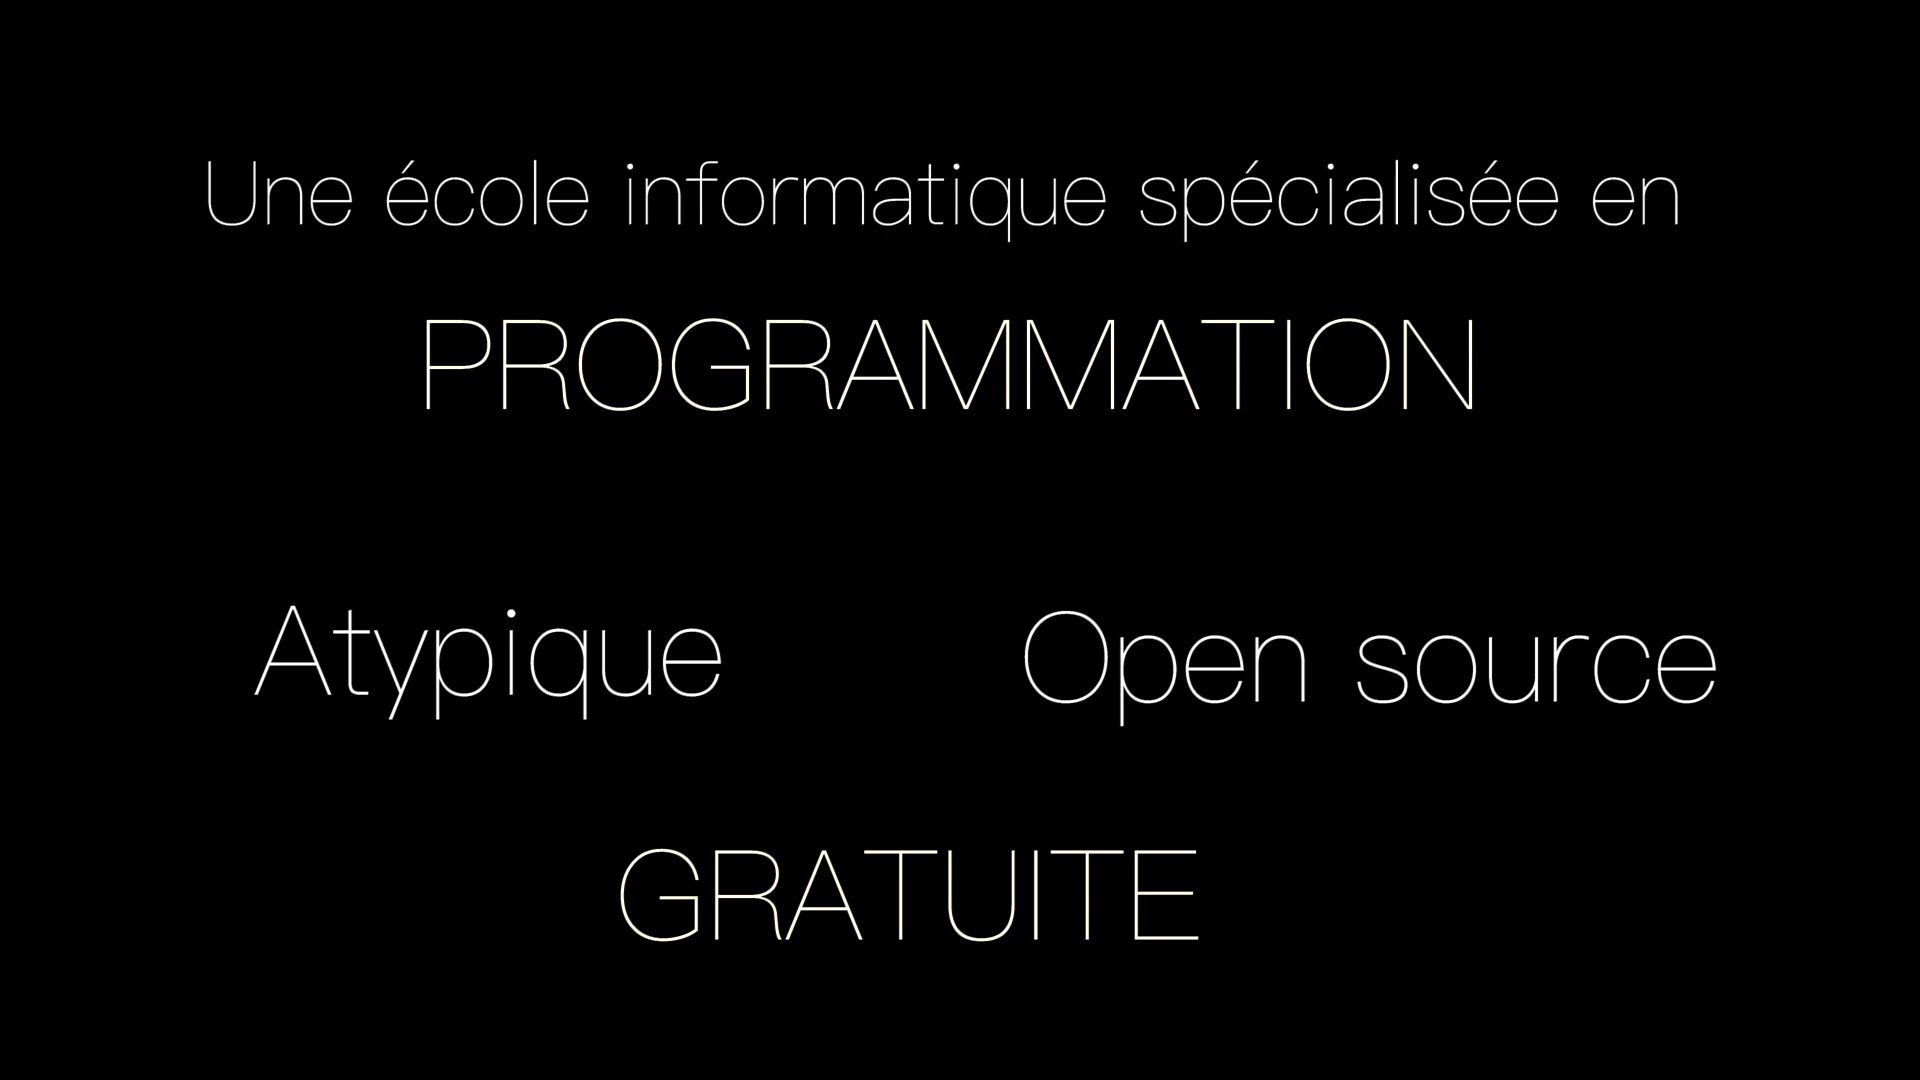 Une école informatique spécialisée en
PROGRAMMATION
Atypique
Open source
GRATUITE